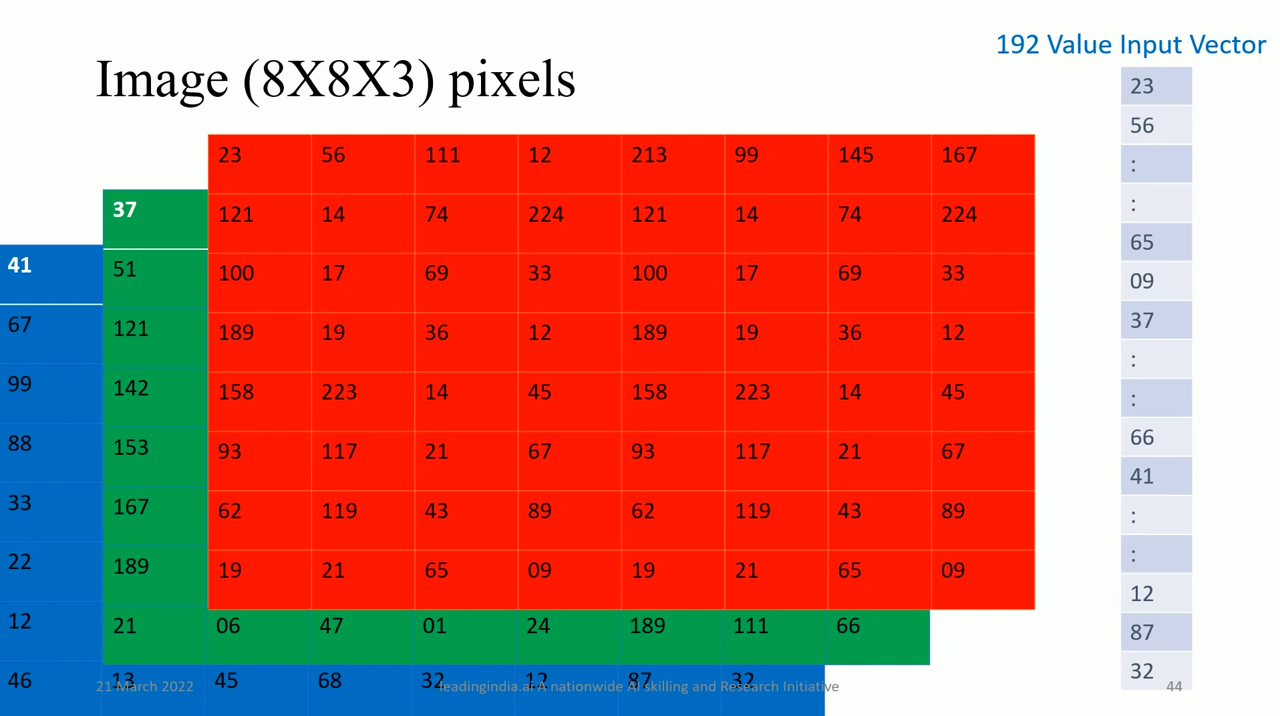 192 Value Input Vector
Image (8X8X3) pixels
23 56 111 12 213 99 145 167
37 121 14 74 224 121 14 74 224
41 51 100 17 69 33 100 17 69 33
67 121 189 19 36 12 189 19 36 12
99 142 158 223 14 45 158 223 14 45
88 153 93 117 21 67 93 117 21 67
33 167 62 119 43 89 62 119 43 89
22 189 19 21 65 09 19 21 65 09
12 21 06 47 01 24 189 111 66
46 13 45 68 32 12 87 32
23
56
:
:
65
09
37
:
:
66
41
:
:
12
87
32
21 March 2022
leadingindia.ai A nationwide AI skilling and Research Initiative
44